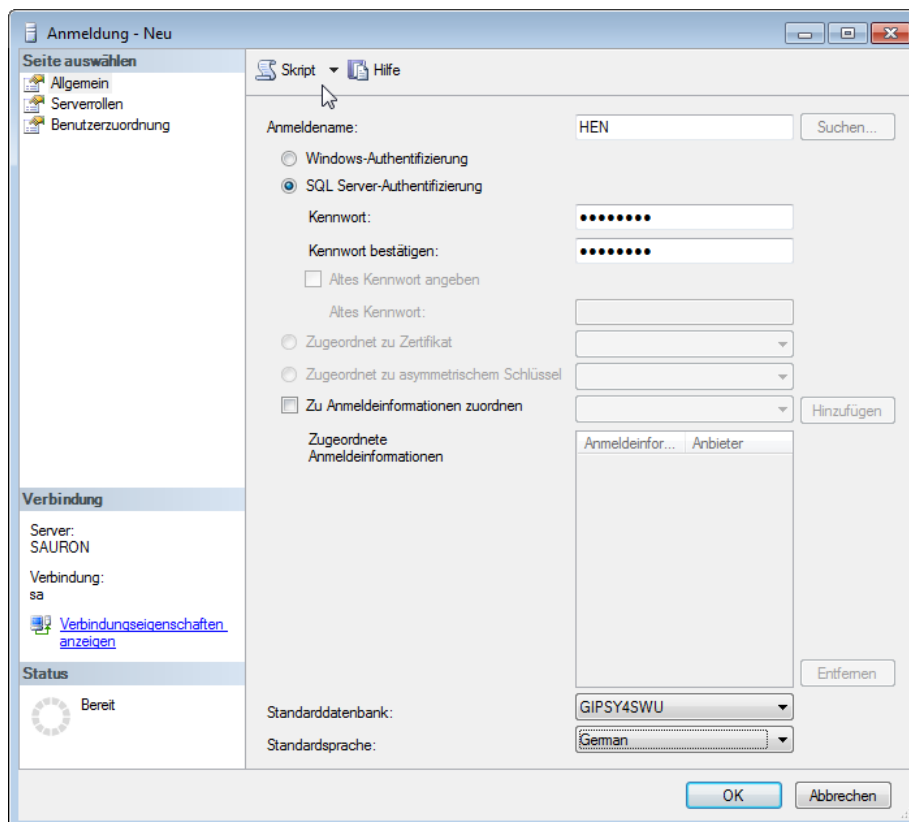 Anmeldung - Neu
Seite auswählen
Allgemein
Serverrollen
Benutzerzuordnung
Skript
Hilfe
Anmeldename:
HEN
Suchen...
Windows-Authentifizierung
SQL Server-Authentifizierung
Kennwort:
●●●●●●●●
Kennwort bestätigen:
●●●●●●●●
Altes Kennwort angeben
Altes Kennwort:
Zugeordnet zu Zertifikat
Zugeordnet zu asymmetrischem Schlüssel
Zu Anmeldeinformationen zuordnen
Hinzufügen
Zugeordnete
Anmeldeinformationen
Anmeldeinfor... Anbieter
Entfernen
Standarddatenbank:
GIPSY4SWU
Standardsprache:
German
Verbindung
Server:
SAURON
Verbindung:
sa
Verbindungseigenschaften
anzeigen
Status
Bereit
OK
Abbrechen